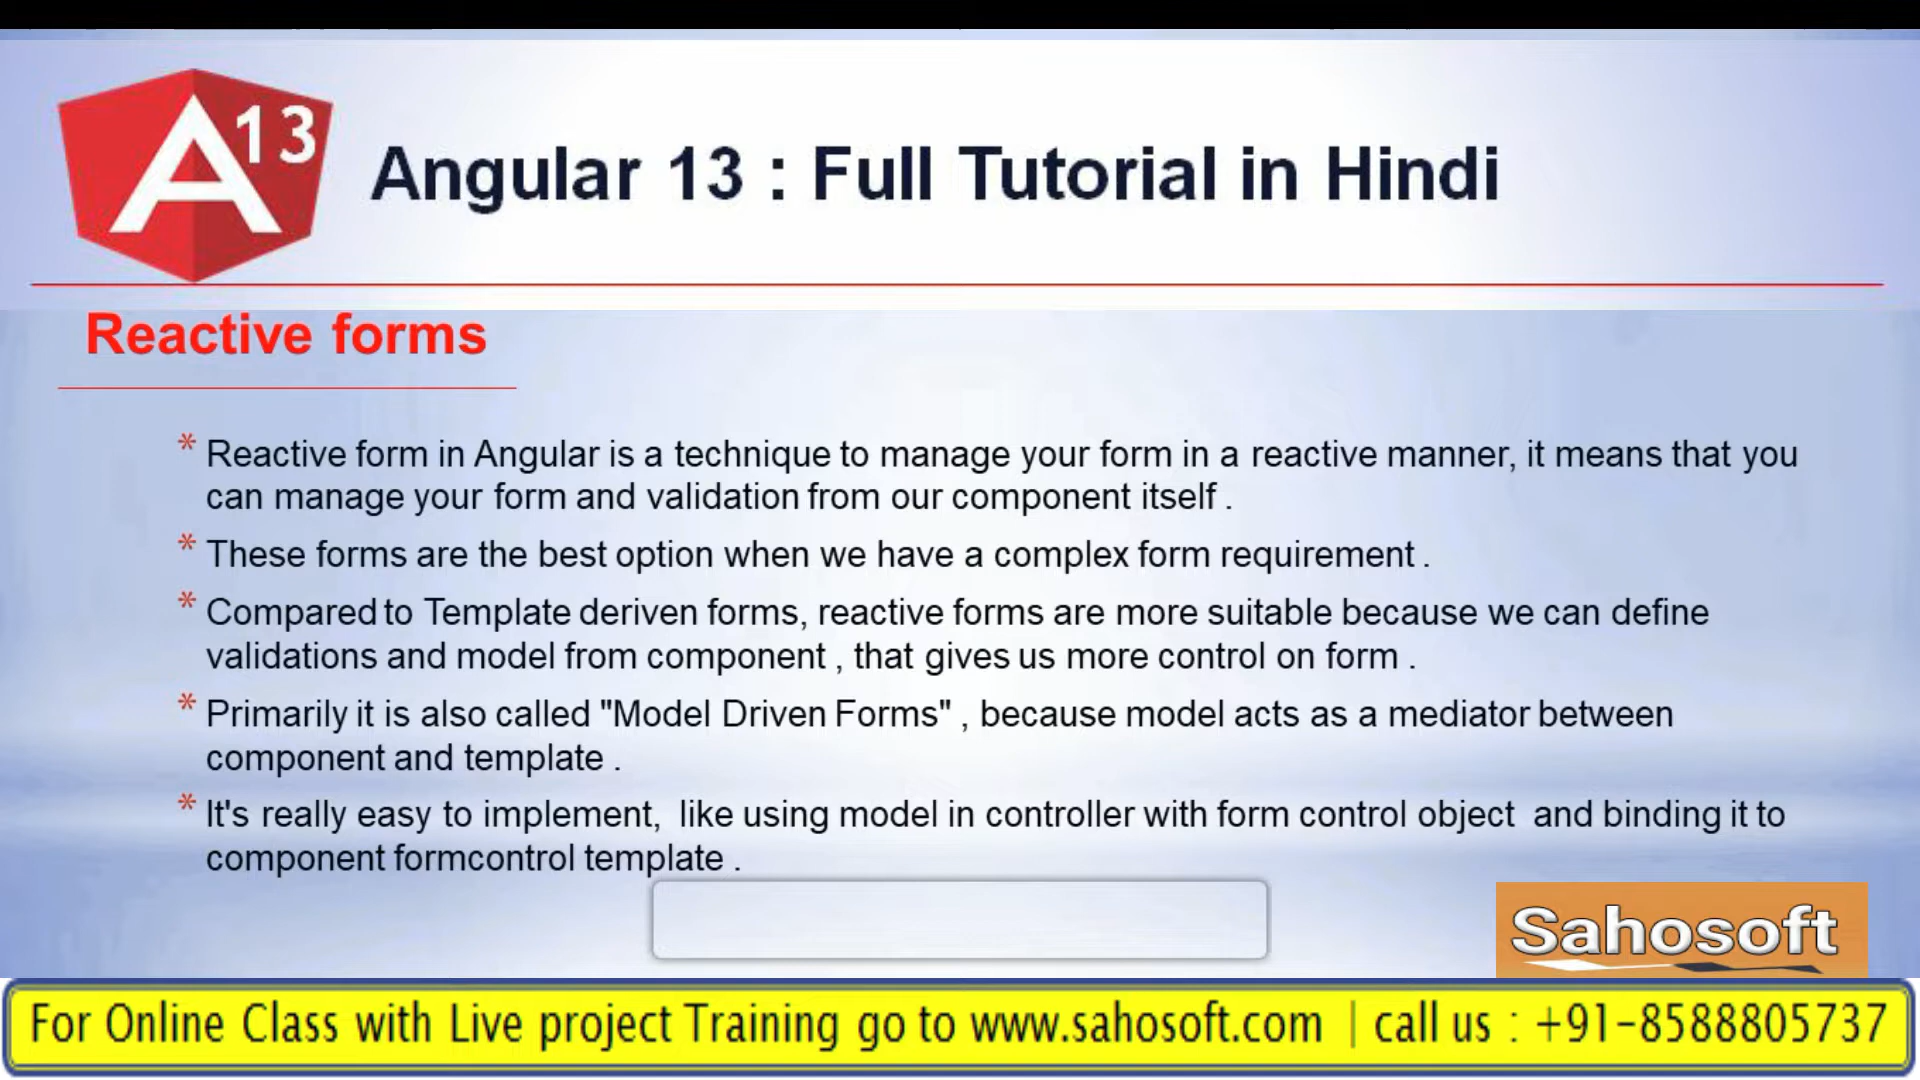 A 13
Angular 13 : Full Tutorial in Hindi
Reactive forms
* Reactive form in Angular is a technique to manage your form in a reactive manner, it means that you
can manage your form and validation from our component itself .
* These forms are the best option when we have a complex form requirement .
* Compared to Template deriven forms, reactive forms are more suitable because we can define
validations and model from component , that gives us more control on form .
* Primarily it is also called "Model Driven Forms" , because model acts as a mediator between
component and template .
* It's really easy to implement, like using model in controller with form control object and binding it to
component formcontrol template .
Sahosoft
For Online Class with Live project Training go to www.sahosoft.com | call us : +91-8588805737